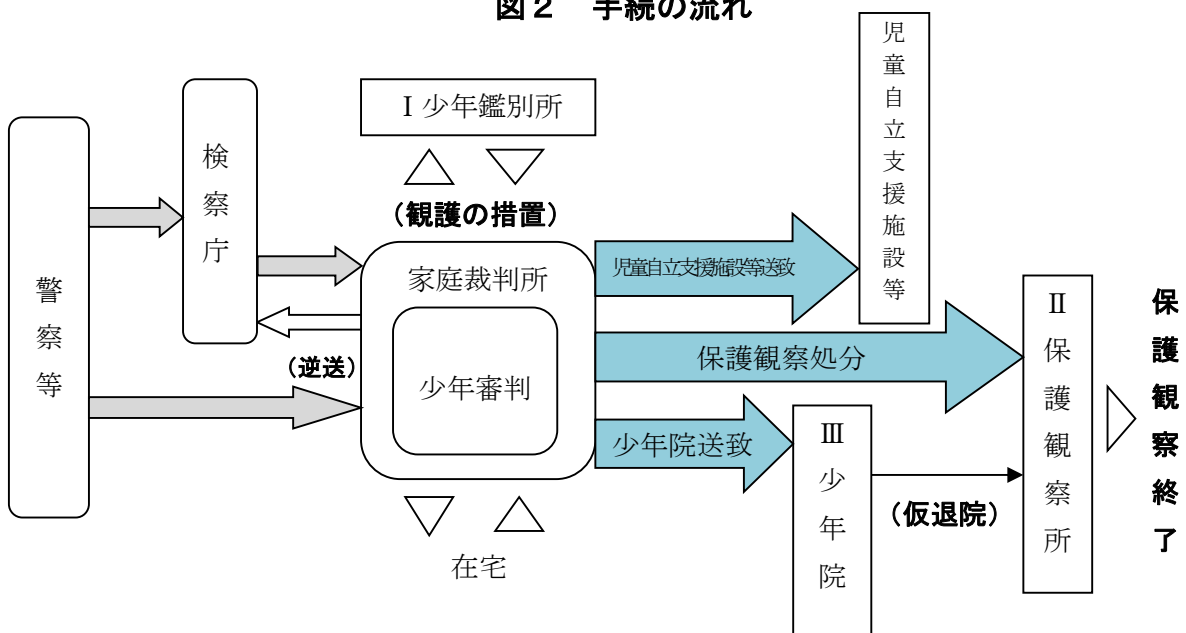 図2 手続の流れ
児童自立支援施設等
Ⅰ少年鑑別所
検察庁
(観護の措置)
警察等
家庭裁判所
児童自立支援施設等送致
少年審判
(逆送)
保護観察処分
少年院送致
Ⅱ保護観察所
保護観察終了
Ⅲ少年院
(仮退院)
在宅